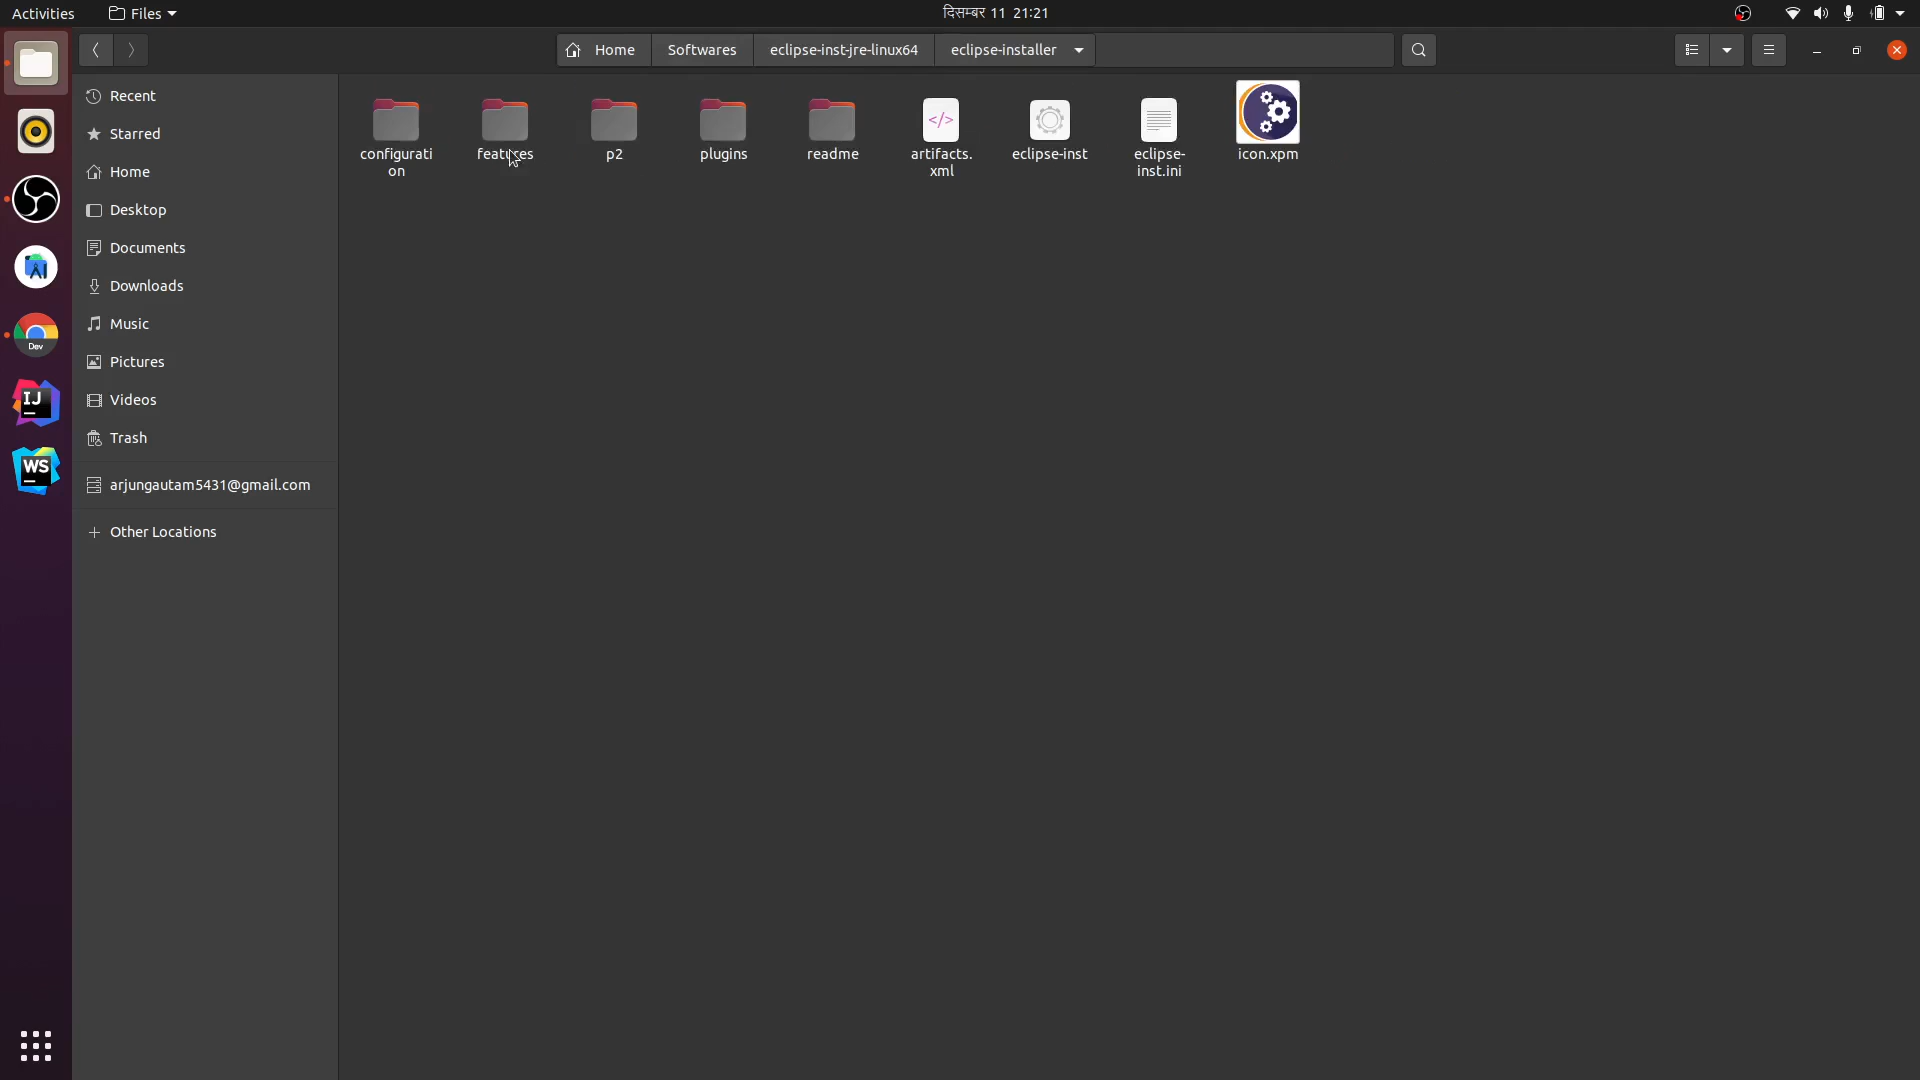 Activities
Files
दिसम्बर 11 21:21
Home
Softwares
eclipse-inst-jre-linux64
eclipse-installer
Recent
Starred
Home
Desktop
Documents
Downloads
Music
Pictures
Videos
Trash
arjungautam5431@gmail.com
Other Locations
configurati
on
features
p2
plugins
readme
</>
artifacts.
xml
eclipse-inst
eclipse-
inst.ini
icon.xpm
Dev
IJ
WS